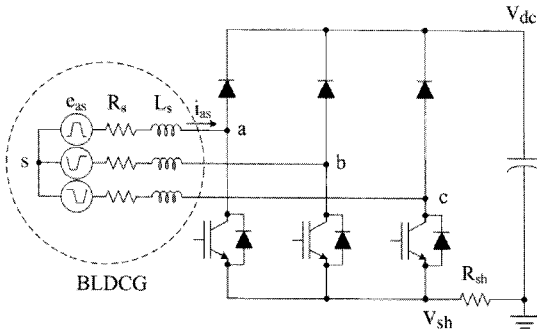 V_dc
e_as R_s L_s i_as
a
s b
c
BLDCG
R_sh
V_sh